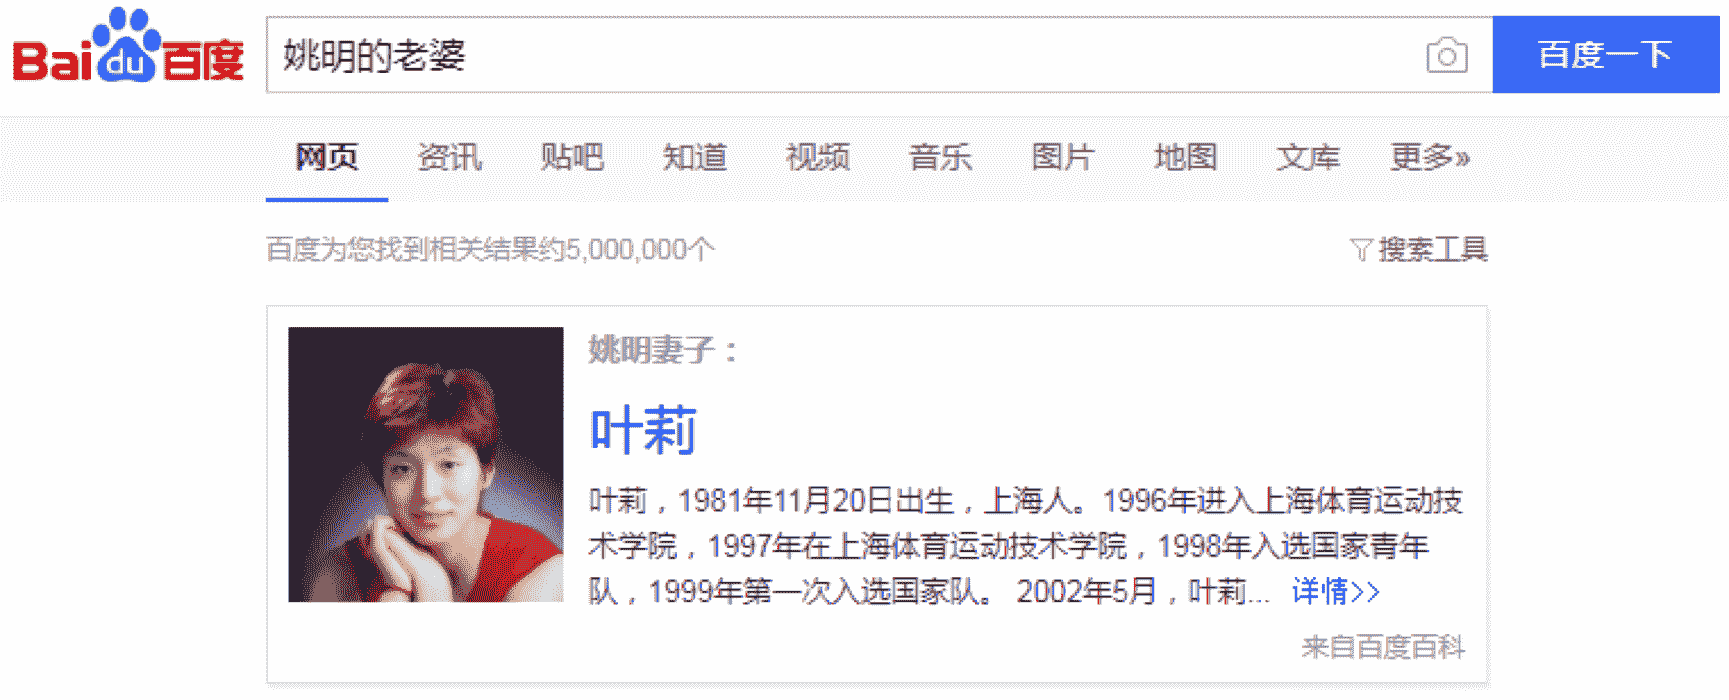 Bai du 百度
姚明的老婆
百度一下
网页 资讯 贴吧 知道 视频 音乐 图片 地图 文库 更多»
百度为您找到相关结果约5,000,000个
搜索工具
姚明妻子：
叶莉
叶莉，1981年11月20日出生，上海人。1996年进入上海体育运动技
术学院，1997年在上海体育运动技术学院，1998年入选国家青年
队，1999年第一次入选国家队。 2002年5月，叶莉... 详情>>
来自百度百科